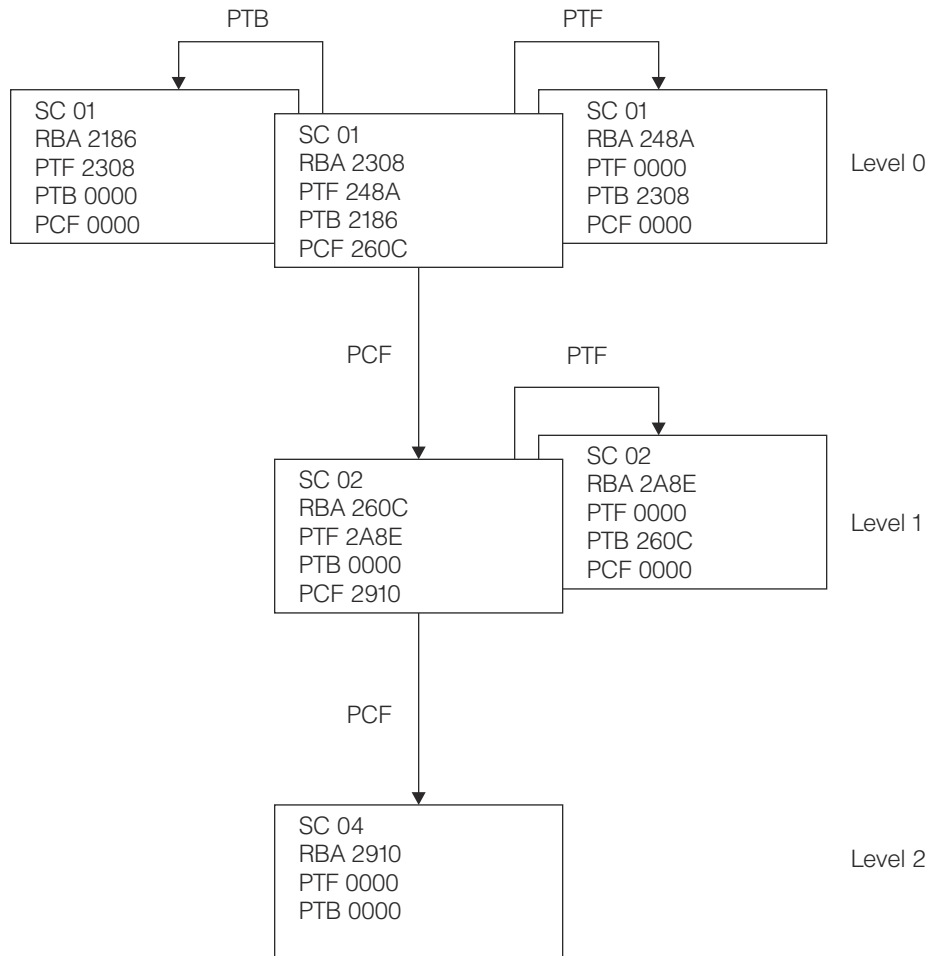 PTB
PTF
SC 01
RBA 2186
PTF 2308
PTB 0000
PCF 0000
SC 01
RBA 2308
PTF 248A
PTB 2186
PCF 260C
SC 01
RBA 248A
PTF 0000
PTB 2308
PCF 0000
Level 0
PCF
PTF
SC 02
RBA 260C
PTF 2A8E
PTB 0000
PCF 2910
SC 02
RBA 2A8E
PTF 0000
PTB 260C
PCF 0000
Level 1
PCF
SC 04
RBA 2910
PTF 0000
PTB 0000
Level 2